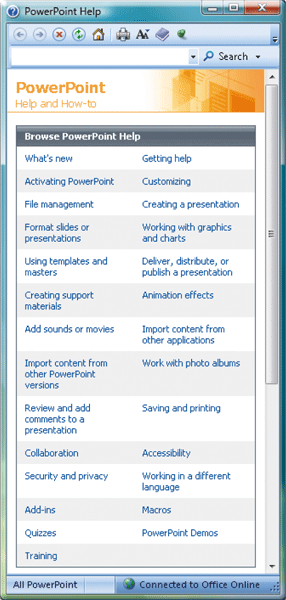 PowerPoint Help
Search
PowerPoint
Help and How-to
Browse PowerPoint Help
What's new Getting help
Activating PowerPoint Customizing
File management Creating a presentation
Format slides or Working with graphics
presentations and charts
Using templates and Deliver, distribute, or
masters publish a presentation
Creating support Animation effects
materials
Add sounds or movies Import content from
other applications
Import content from Work with photo albums
other PowerPoint
versions
Review and add Saving and printing
comments to a
presentation
Collaboration Accessibility
Security and privacy Working in a different
language
Add-ins Macros
Quizzes PowerPoint Demos
Training
All PowerPoint Connected to Office Online